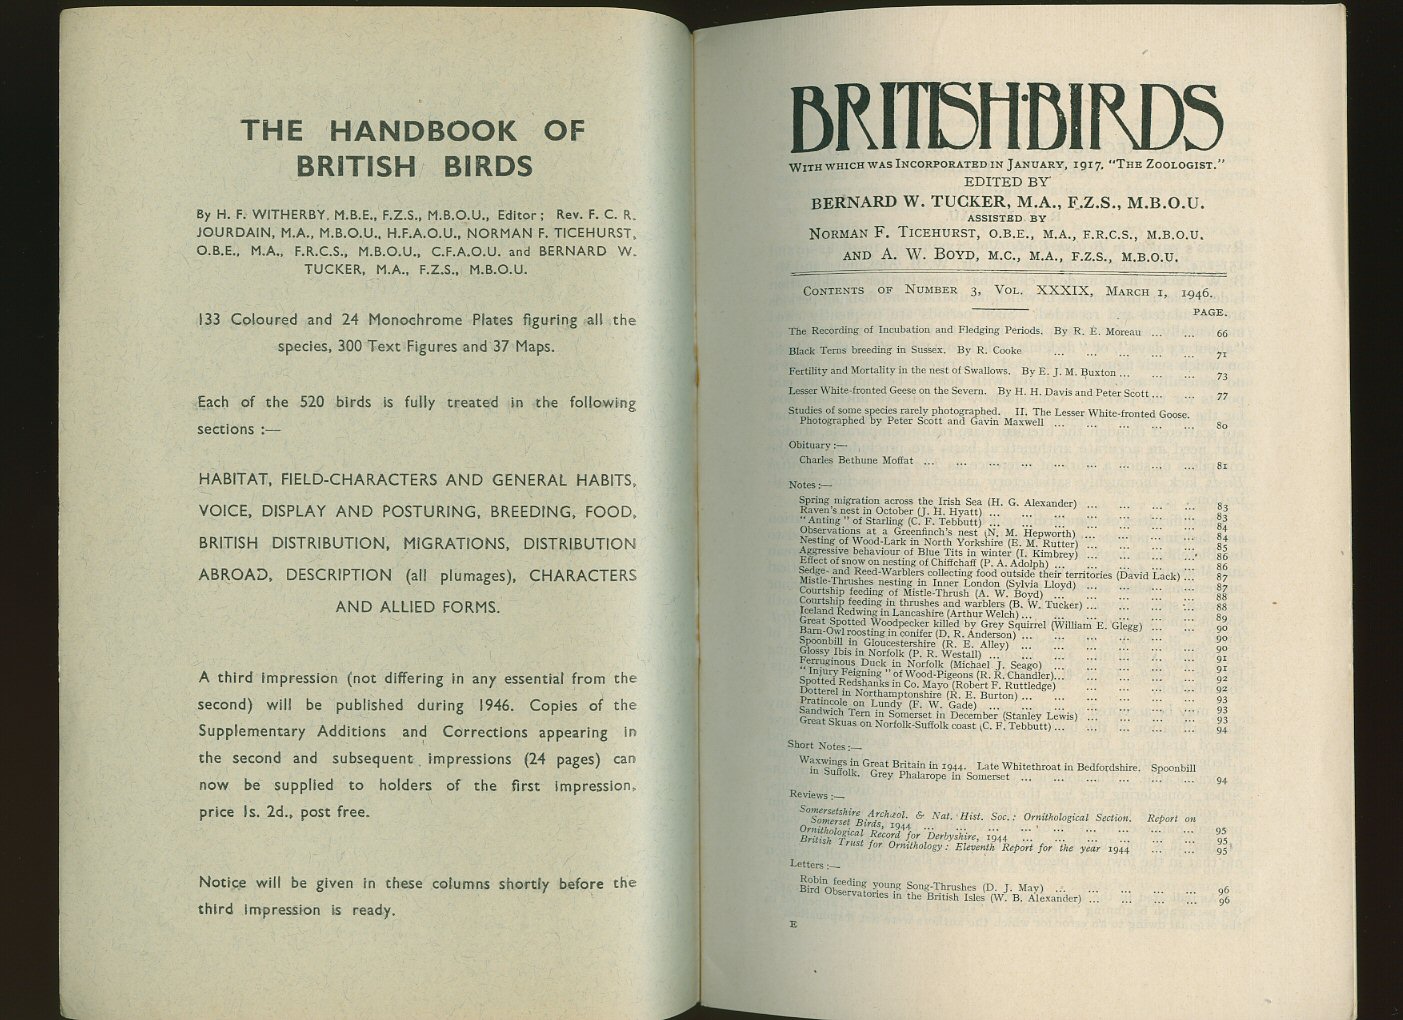 THE HANDBOOK OF
BRITISH BIRDS
By H. F. WITHERBY, M.B.E., F.Z.S., M.B.O.U., Editor; Rev. F. C. R.
JOURDAIN, M.A., M.B.O.U., H.F.A.O.U., NORMAN F. TICEHURST,
O.B.E., M.A., F.R.C.S., M.B.O.U., C.F.A.O.U. and BERNARD W.
TUCKER, M.A., F.Z.S., M.B.O.U.
133 Coloured and 24 Monochrome Plates figuring all the
species, 300 Text Figures and 37 Maps.
Each of the 520 birds is fully treated in the following
sections :—
HABITAT, FIELD-CHARACTERS AND GENERAL HABITS,
VOICE, DISPLAY AND POSTURING, BREEDING, FOOD,
BRITISH DISTRIBUTION, MIGRATIONS, DISTRIBUTION
ABROAD, DESCRIPTION (all plumages), CHARACTERS
AND ALLIED FORMS.
A third impression (not differing in any essential from the
second) will be published during 1946. Copies of the
Supplementary Additions and Corrections appearing in
the second and subsequent impressions (24 pages) can
now be supplied to holders of the first impression,
price 1s. 2d., post free.
Notice will be given in these columns shortly before the
third impression is ready.
BRITISH·BIRDS
WITH WHICH WAS INCORPORATED IN JANUARY, 1917. "THE ZOOLOGIST."
EDITED BY
BERNARD W. TUCKER, M.A., F.Z.S., M.B.O.U.
ASSISTED BY
NORMAN F. TICEHURST, O.B.E., M.A., F.R.C.S., M.B.O.U.
AND A. W. BOYD, M.C., M.A., F.Z.S., M.B.O.U.
CONTENTS OF NUMBER 3, VOL. XXXIX, MARCH 1, 1946.
PAGE.
The Recording of Incubation and Fledging Periods. By R. E. Moreau ... ... 66
Black Terns breeding in Sussex. By R. Cooke ... ... ... ... ... 71
Fertility and Mortality in the nest of Swallows. By E. J. M. Buxton ... ... ... 73
Lesser White-fronted Geese on the Severn. By H. H. Davis and Peter Scott ... ... 77
Studies of some species rarely photographed. II. The Lesser White-fronted Goose.
Photographed by Peter Scott and Gavin Maxwell ... ... ... ... ... 80
Obituary :—
Charles Bethune Moffat ... ... ... ... ... ... ... ... ... 81
Notes :—
Spring migration across the Irish Sea (H. G. Alexander) ... ... ... ... 83
Raven's nest in October (J. H. Hyatt) ... ... ... ... ... ... ... 83
"Anting" of Starling (C. F. Tebbutt) ... ... ... ... ... ... ... 84
Observations at a Greenfinch's nest (N. M. Hepworth) ... ... ... ... 84
Nesting of Wood-Lark in North Yorkshire (E. M. Rutter) ... ... ... ... 85
Aggressive behaviour of Blue Tits in winter (I. Kimbrey) ... ... ... ... 86
Effect of snow on nesting of Chiffchaff (P. A. Adolph) ... ... ... ... ... 86
Sedge- and Reed-Warblers collecting food outside their territories (David Lack) ... 87
Mistle-Thrushes nesting in Inner London (Sylvia Lloyd) ... ... ... ... 87
Courtship feeding of Mistle-Thrush (A. W. Boyd) ... ... ... ... ... 88
Courtship feeding in thrushes and warblers (B. W. Tucker) ... ... ... ... 88
Iceland Redwing in Lancashire (Arthur Welch) ... ... ... ... ... ... 89
Great Spotted Woodpecker killed by Grey Squirrel (William E. Glegg) ... ... 90
Barn-Owl roosting in conifer (D. R. Anderson) ... ... ... ... ... ... 90
Spoonbill in Gloucestershire (R. E. Alley) ... ... ... ... ... ... 90
Glossy Ibis in Norfolk (P. R. Westall) ... ... ... ... ... ... ... 91
Ferruginous Duck in Norfolk (Michael J. Seago) ... ... ... ... ... 91
"Injury Feigning" of Wood-Pigeons (R. R. Chandler) ... ... ... ... ... 92
Spotted Redshanks in Co. Mayo (Robert F. Ruttledge) ... ... ... ... 92
Dotterel in Northamptonshire (R. E. Burton) ... ... ... ... ... ... 93
Pratincole on Lundy (F. W. Gade) ... ... ... ... ... ... ... 93
Sandwich Tern in Somerset in December (Stanley Lewis) ... ... ... ... 93
Great Skuas on Norfolk-Suffolk coast (C. F. Tebbutt) ... ... ... ... ... 94
Short Notes :—
Waxwings in Great Britain in 1944. Late Whitethroat in Bedfordshire. Spoonbill
in Suffolk. Grey Phalarope in Somerset ... ... ... ... ... ... 94
Reviews :—
Somersetshire Archæol. & Nat. Hist. Soc. : Ornithological Section. Report on
Somerset Birds, 1944 ... ... ... ... ... ... ... ... ... 95
Ornithological Record for Derbyshire, 1944 ... ... ... ... ... ... 95
British Trust for Ornithology : Eleventh Report for the year 1944 ... ... 95
Letters :—
Robin feeding young Song-Thrushes (D. J. May) ... ... ... ... ... 96
Bird Observatories in the British Isles (W. B. Alexander) ... ... ... ... 96
E